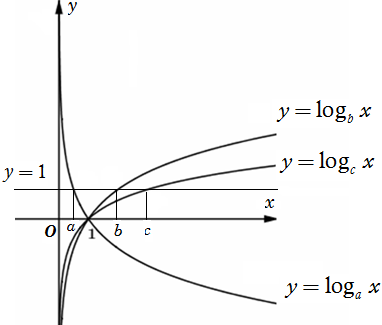 y
y = log_b x
y = log_c x
y = 1
x
O a 1 b c
y = log_a x